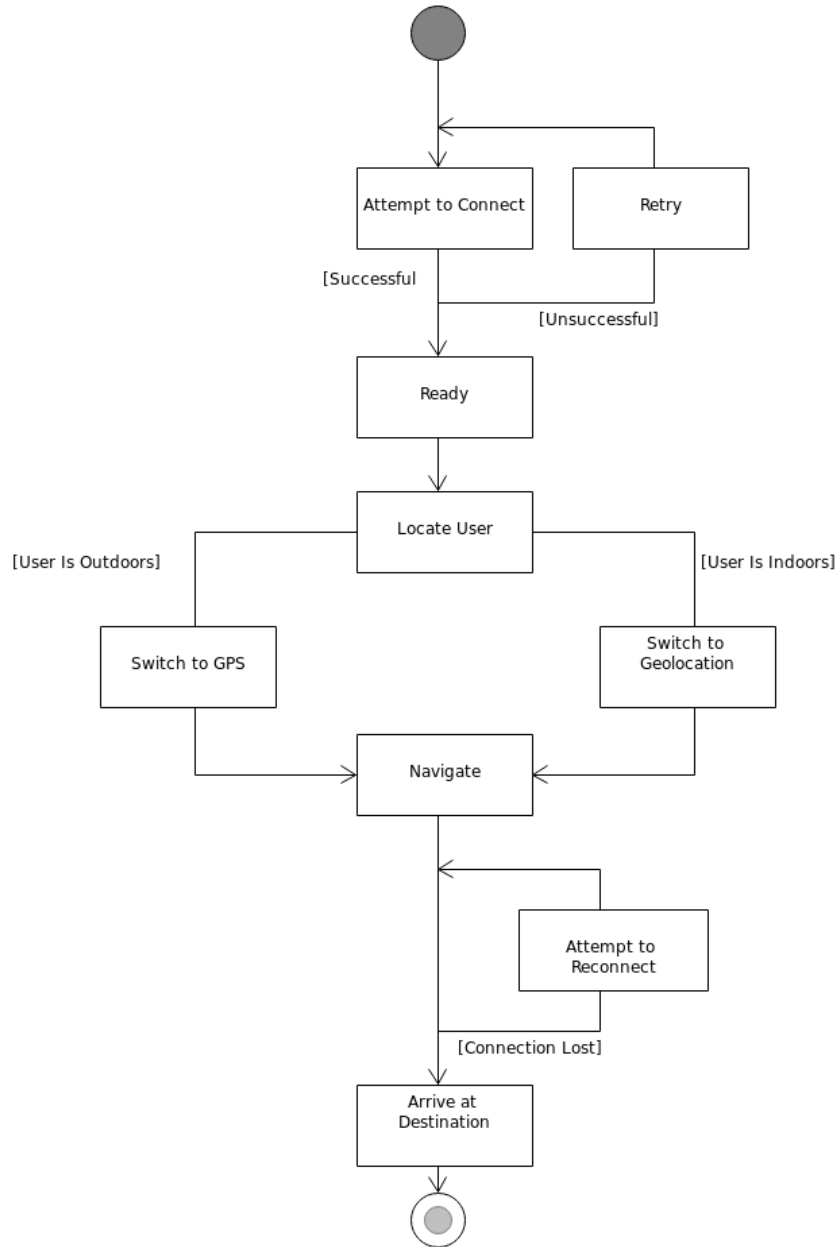 Attempt to Connect
Retry
[Successful
[Unsuccessful]
Ready
Locate User
[User Is Outdoors]
[User Is Indoors]
Switch to GPS
Switch to
Geolocation
Navigate
Attempt to
Reconnect
[Connection Lost]
Arrive at
Destination